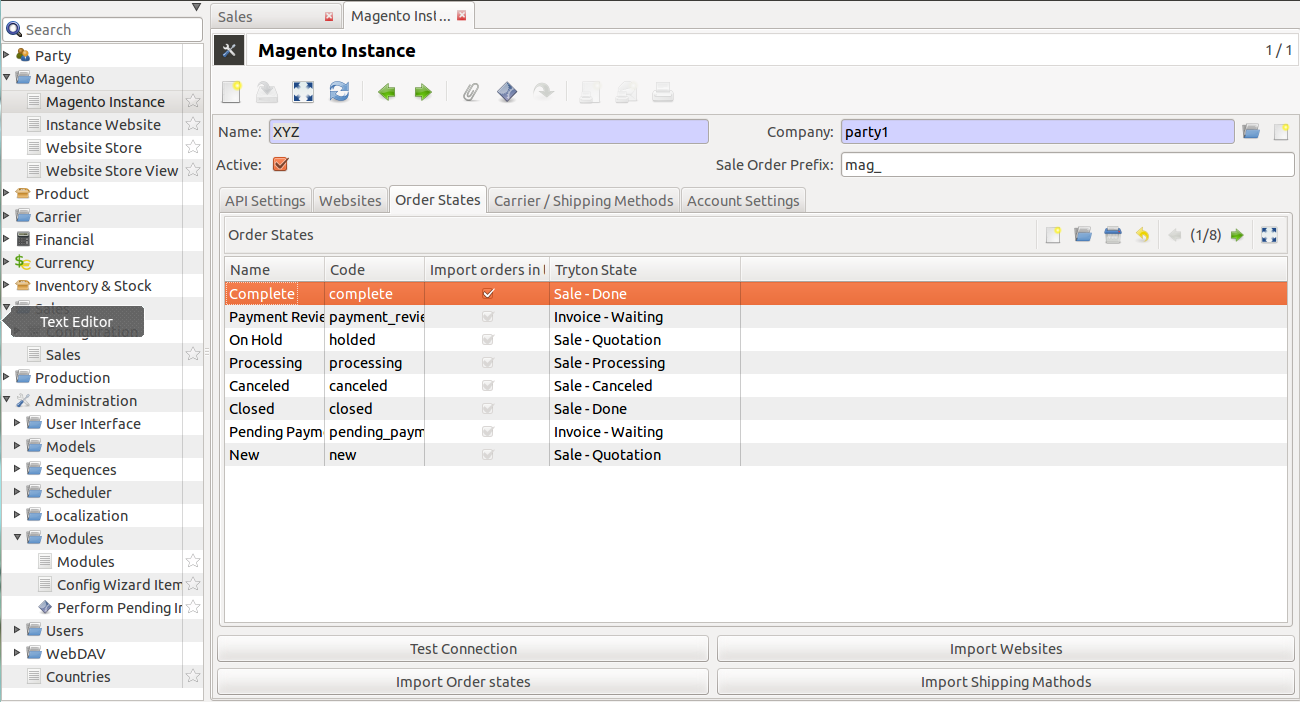 Sales
Magento Inst...
Search
Magento Instance
1 / 1
Party
Magento
Magento Instance
Instance Website
Website Store
Website Store View
Product
Carrier
Financial
Currency
Inventory & Stock
Sales
Text Editor
Configuration
Sales
Production
Administration
User Interface
Models
Sequences
Scheduler
Localization
Modules
Modules
Config Wizard Item
Perform Pending In
Users
WebDAV
Countries
Name: XYZ Company: party1
Active: Sale Order Prefix: mag_
API Settings Websites Order States Carrier / Shipping Methods Account Settings
Order States (1/8)
Name Code Import orders in Tryton State
Complete complete Sale - Done
Payment Revie payment_revie Invoice - Waiting
On Hold holded Sale - Quotation
Processing processing Sale - Processing
Canceled canceled Sale - Canceled
Closed closed Sale - Done
Pending Paym pending_paym Invoice - Waiting
New new Sale - Quotation
Test Connection Import Websites
Import Order states Import Shipping Mathods